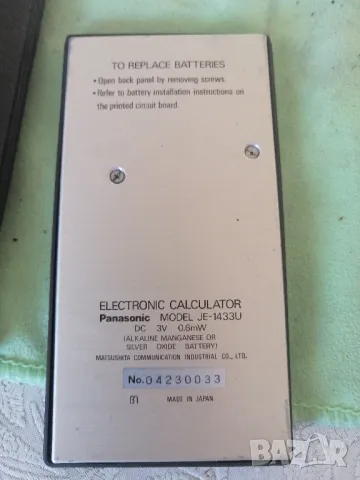 TO REPLACE BATTERIES
• Open back panel by removing screws.
• Refer to battery installation instructions on
the printed circuit board.
ELECTRONIC CALCULATOR
Panasonic MODEL JE-1433U
DC 3V 0.6mW
(ALKALINE MANGANESE OR
SILVER OXIDE BATTERY)
MATSUSHITA COMMUNICATION INDUSTRIAL CO., LTD.
No. 04230033
MADE IN JAPAN
BAZAR